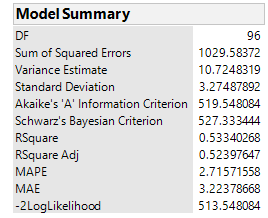 Model Summary
DF 96
Sum of Squared Errors 1029.58372
Variance Estimate 10.7248319
Standard Deviation 3.27487892
Akaike's 'A' Information Criterion 519.548084
Schwarz's Bayesian Criterion 527.333444
RSquare 0.53340268
RSquare Adj 0.52397647
MAPE 2.71571558
MAE 3.22378668
-2LogLikelihood 513.548084